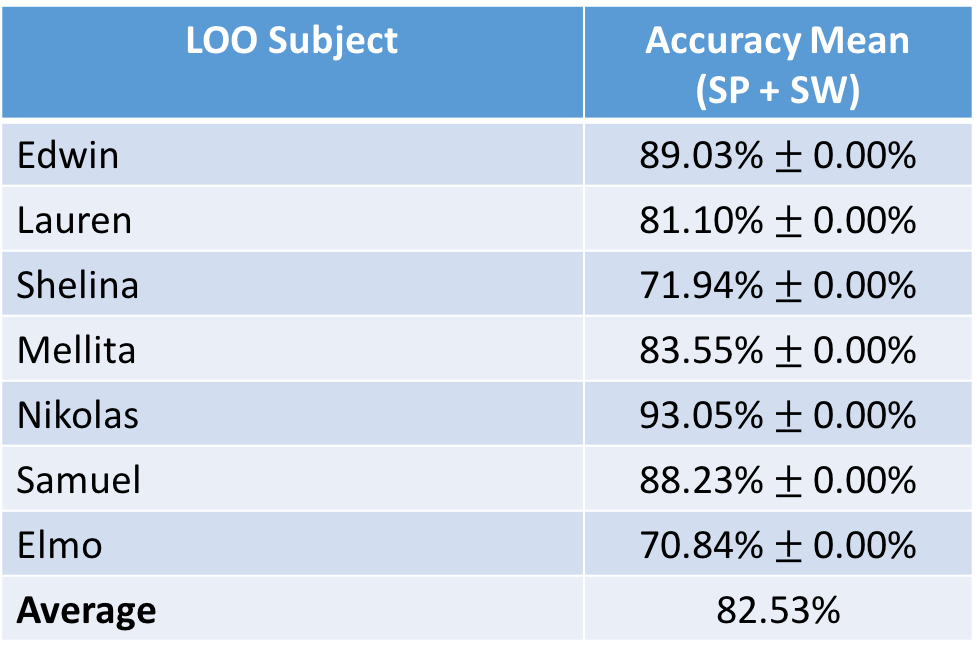 LOO Subject
Accuracy Mean
(SP + SW)
Edwin 89.03% ± 0.00%
Lauren 81.10% ± 0.00%
Shelina 71.94% ± 0.00%
Mellita 83.55% ± 0.00%
Nikolas 93.05% ± 0.00%
Samuel 88.23% ± 0.00%
Elmo 70.84% ± 0.00%
Average 82.53%